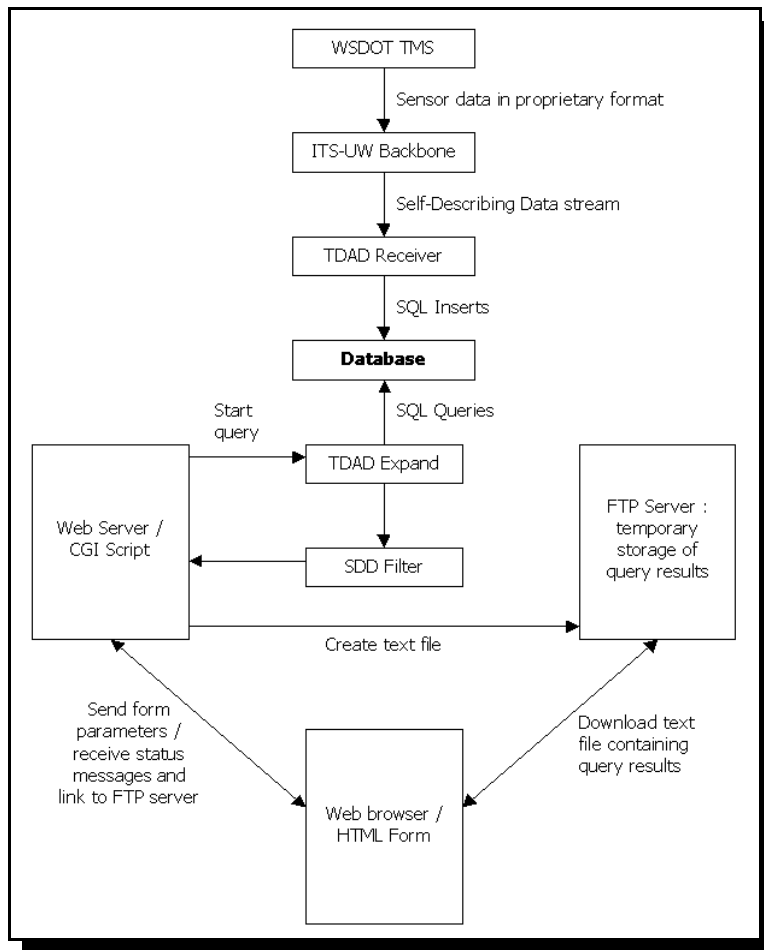 WSDOT TMS
Sensor data in proprietary format
ITS-UW Backbone
Self-Describing Data stream
TDAD Receiver
SQL Inserts
Database
SQL Queries
Start
query
TDAD Expand
Web Server /
CGI Script
FTP Server :
temporary
storage of
query results
SDD Filter
Create text file
Send form
parameters /
receive status
messages and
link to FTP server
Download text
file containing
query results
Web browser /
HTML Form